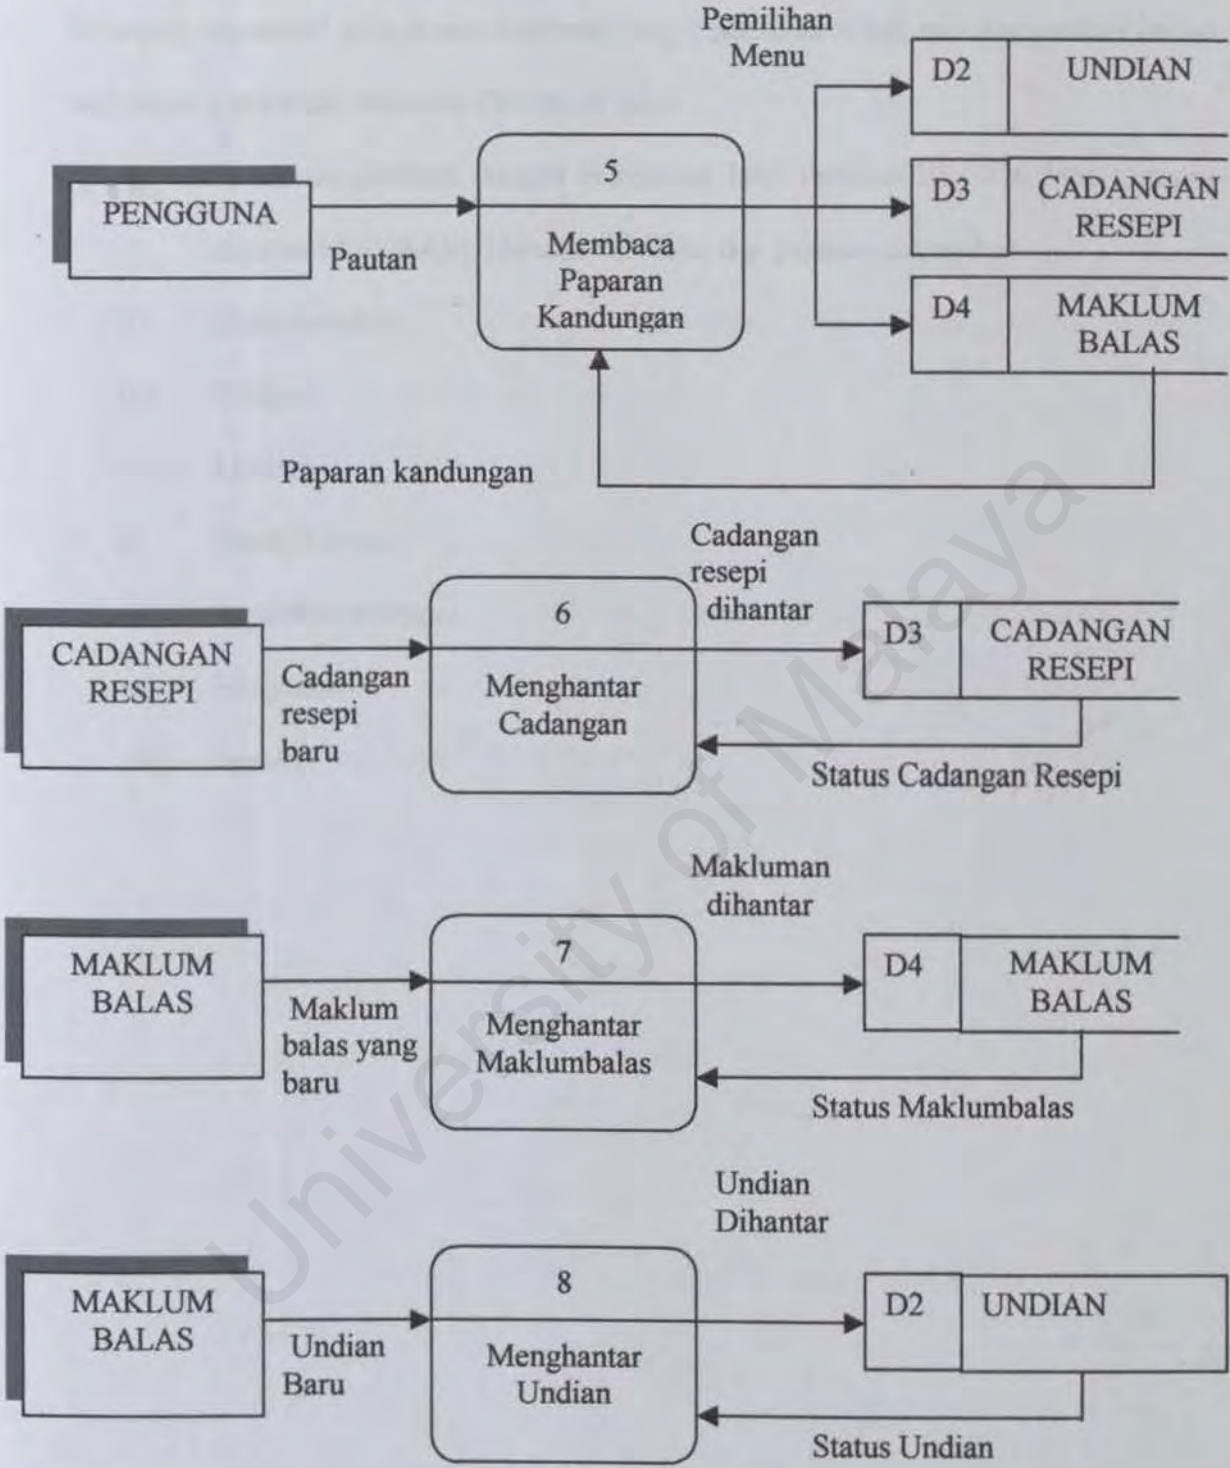 Pemilihan
Menu
D2 UNDIAN
5
D3 CADANGAN
RESEPI
PENGGUNA
Pautan
Membaca
Paparan
Kandungan
D4 MAKLUM
BALAS
Paparan kandungan
Cadangan
resepi
dihantar
6
D3 CADANGAN
RESEPI
CADANGAN
RESEPI
Cadangan
resepi
baru
Menghantar
Cadangan
Status Cadangan Resepi
Makluman
dihantar
7
D4 MAKLUM
BALAS
MAKLUM
BALAS
Maklum
balas yang
baru
Menghantar
Maklumbalas
Status Maklumbalas
Undian
Dihantar
8
D2 UNDIAN
MAKLUM
BALAS
Undian
Baru
Menghantar
Undian
Status Undian
University of Malaya